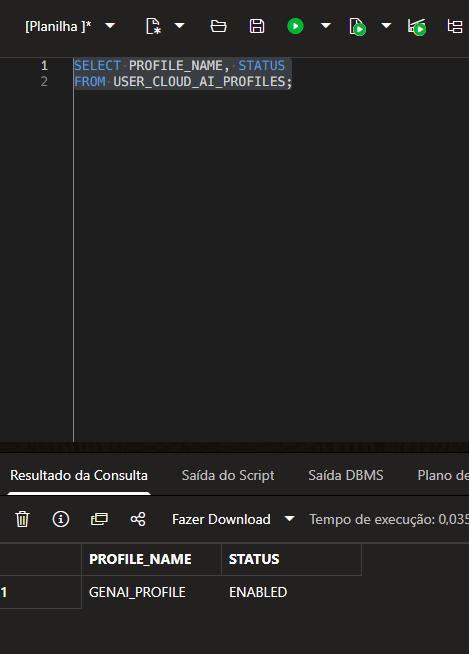 [Planilha ]*
1 SELECT PROFILE_NAME, STATUS
2 FROM USER_CLOUD_AI_PROFILES;
Resultado da Consulta Saída do Script Saída DBMS Plano de
Fazer Download Tempo de execução: 0,035
PROFILE_NAME STATUS
1 GENAI_PROFILE ENABLED